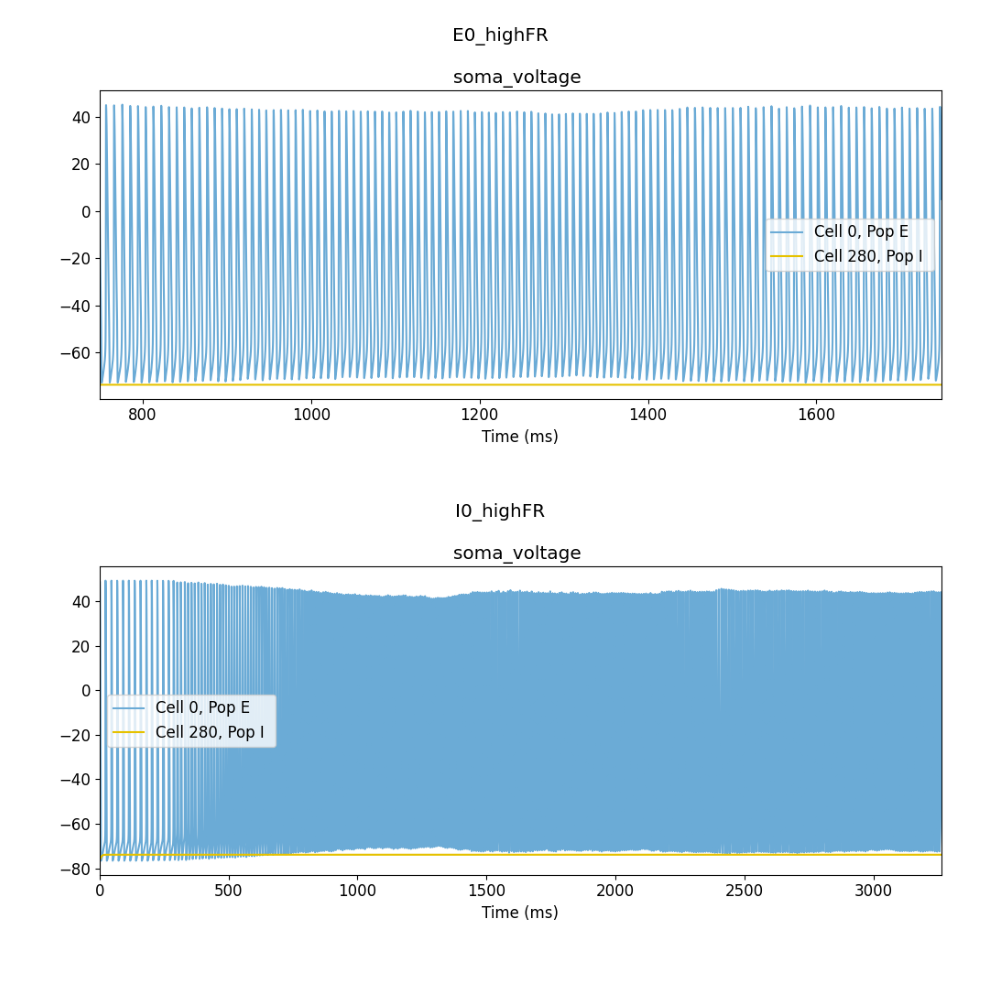 E0_highFR
soma_voltage
40
20
0
−20
−40
−60
Cell 0, Pop E
Cell 280, Pop I
800 1000 1200 1400 1600
Time (ms)
I0_highFR
soma_voltage
40
20
0
−20
−40
−60
−80
Cell 0, Pop E
Cell 280, Pop I
0 500 1000 1500 2000 2500 3000
Time (ms)